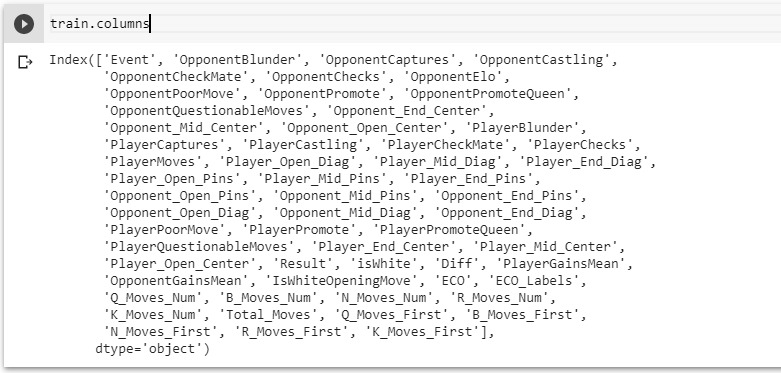 train.columns
Index(['Event', 'OpponentBlunder', 'OpponentCaptures', 'OpponentCastling',
'OpponentCheckMate', 'OpponentChecks', 'OpponentElo',
'OpponentPoorMove', 'OpponentPromote', 'OpponentPromoteQueen',
'OpponentQuestionableMoves', 'Opponent_End_Center',
'Opponent_Mid_Center', 'Opponent_Open_Center', 'PlayerBlunder',
'PlayerCaptures', 'PlayerCastling', 'PlayerCheckMate', 'PlayerChecks',
'PlayerMoves', 'Player_Open_Diag', 'Player_Mid_Diag', 'Player_End_Diag',
'Player_Open_Pins', 'Player_Mid_Pins', 'Player_End_Pins',
'Opponent_Open_Pins', 'Opponent_Mid_Pins', 'Opponent_End_Pins',
'Opponent_Open_Diag', 'Opponent_Mid_Diag', 'Opponent_End_Diag',
'PlayerPoorMove', 'PlayerPromote', 'PlayerPromoteQueen',
'PlayerQuestionableMoves', 'Player_End_Center', 'Player_Mid_Center',
'Player_Open_Center', 'Result', 'isWhite', 'Diff', 'PlayerGainsMean',
'OpponentGainsMean', 'IsWhiteOpeningMove', 'ECO', 'ECO_Labels',
'Q_Moves_Num', 'B_Moves_Num', 'N_Moves_Num', 'R_Moves_Num',
'K_Moves_Num', 'Total_Moves', 'Q_Moves_First', 'B_Moves_First',
'N_Moves_First', 'R_Moves_First', 'K_Moves_First'],
dtype='object')